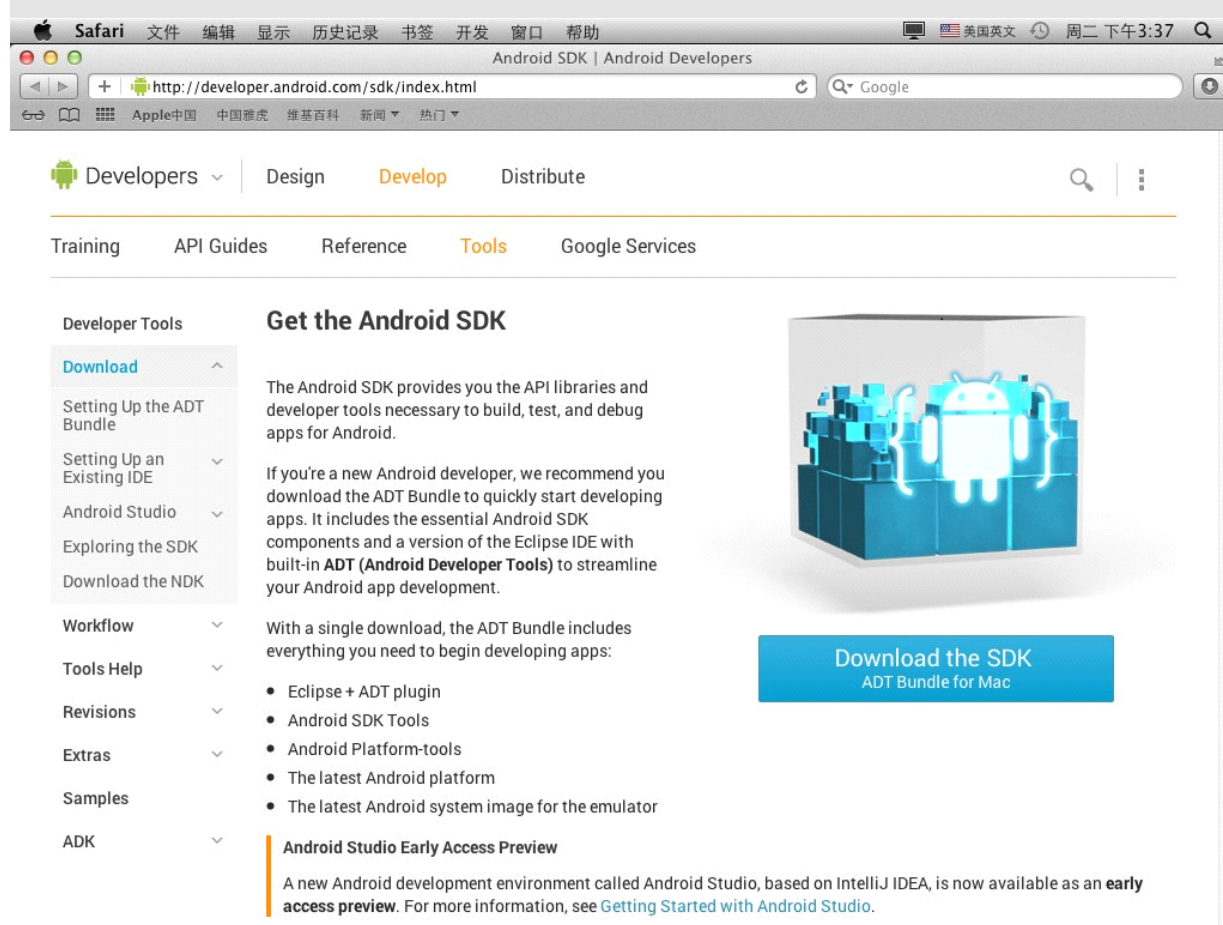 Safari 文件 编辑 显示 历史记录 书签 开发 窗口 帮助 美国英文 周二下午3:37
Android SDK | Android Developers
http://developer.android.com/sdk/index.html Google
Apple中国 中国雅虎 维基百科 新闻 热门
Developers Design Develop Distribute
Training API Guides Reference Tools Google Services
Developer Tools
Download
Setting Up the ADT
Bundle
Setting Up an
Existing IDE
Android Studio
Exploring the SDK
Download the NDK
Workflow
Tools Help
Revisions
Extras
Samples
ADK
Get the Android SDK
The Android SDK provides you the API libraries and
developer tools necessary to build, test, and debug
apps for Android.
If you're a new Android developer, we recommend you
download the ADT Bundle to quickly start developing
apps. It includes the essential Android SDK
components and a version of the Eclipse IDE with
built-in ADT (Android Developer Tools) to streamline
your Android app development.
With a single download, the ADT Bundle includes
everything you need to begin developing apps:
• Eclipse + ADT plugin
• Android SDK Tools
• Android Platform-tools
• The latest Android platform
• The latest Android system image for the emulator
Download the SDK
ADT Bundle for Mac
Android Studio Early Access Preview
A new Android development environment called Android Studio, based on IntelliJ IDEA, is now available as an early
access preview. For more information, see Getting Started with Android Studio.